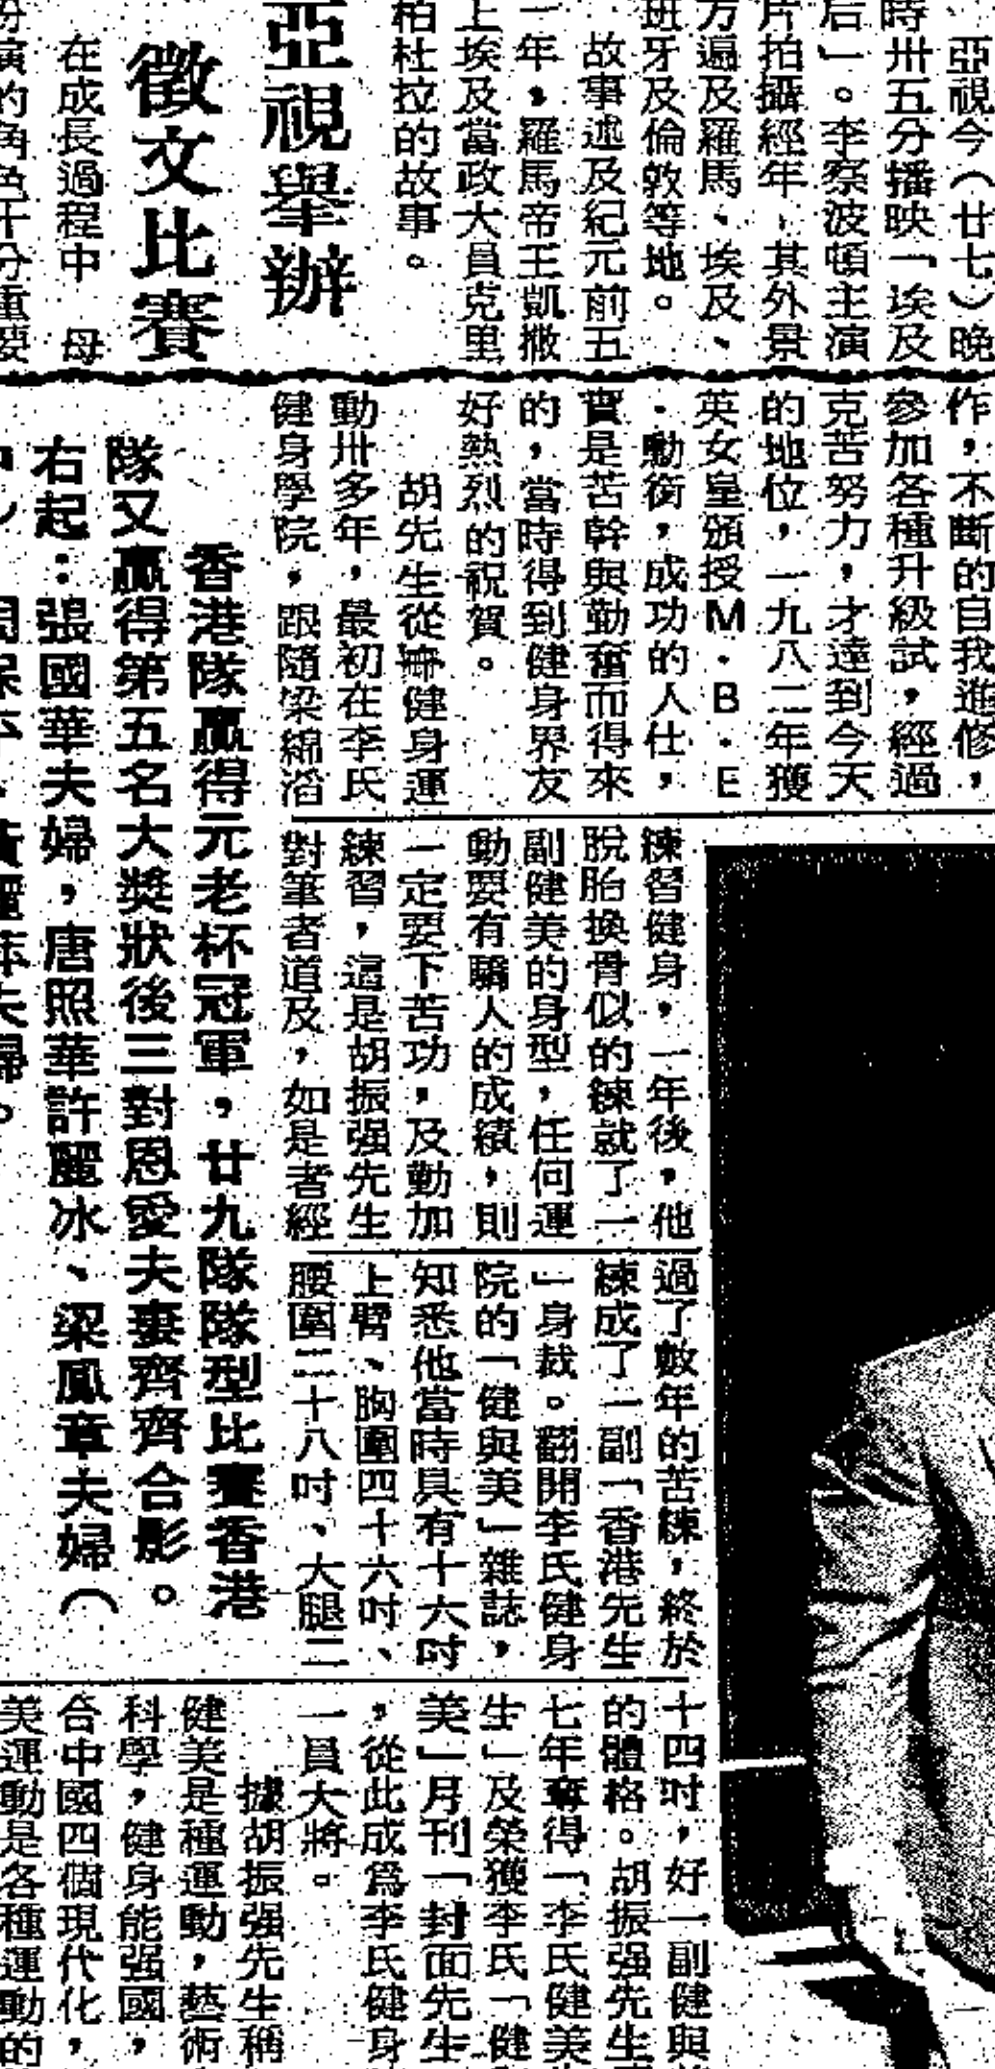 亞視今（廿七）晚
時卅五分播映「埃及
后」。李察波頓主演
片拍攝經年，其外景
方遍及羅馬、埃及、
班牙及倫敦等地。
故事述及紀元前五
一年，羅馬帝王凱撒
上埃及當政大員克里
柏杜拉的故事。
亞視舉辦
徵文比賽
在成長過程中　母
演的角色十分重要
作，不斷的自我進修，
參加各種升級試，經過
克苦努力，才達到今天
的地位，一九八二年獲
英女皇頒授M．B．E
．勳銜，成功的人仕，
實是苦幹與勤奮而得來
的，當時得到健身界友
好熱烈的祝賀。
胡先生從事健身運
動卅多年，最初在李氏
健身學院，跟隨梁綿滔
練習健身，一年後，他
脫胎換骨似的練就了一
副健美的身型，任何運
動要有驕人的成績，則
一定要下苦功，及勤加
練習，這是胡振强先生
對筆者道及，如是者經
過了數年的苦練，終於
練成了一副「香港先生
」身裁。翻開李氏健身
院的「健與美」雜誌，
知悉他當時具有十六吋
上臂、胸圍四十六吋、
腰圍二十八吋、大腿二
十四吋，好一副健與
的體格。胡振强先生
七年奪得「李氏健美
生」及榮獲李氏「健
美」月刊「封面先生
，從此成爲李氏健身
一員大將。
據胡振强先生稱
健美是種運動，藝術
科學，健身能强國，
合中國四個現代化，
美運動是各種運動的
香港隊贏得元老杯冠軍，廿九隊隊型比賽香港
隊又贏得第五名大獎狀後三對恩愛夫妻齊齊合影。
右起：張國華夫婦，唐照華許麗冰、梁鳳章夫婦（